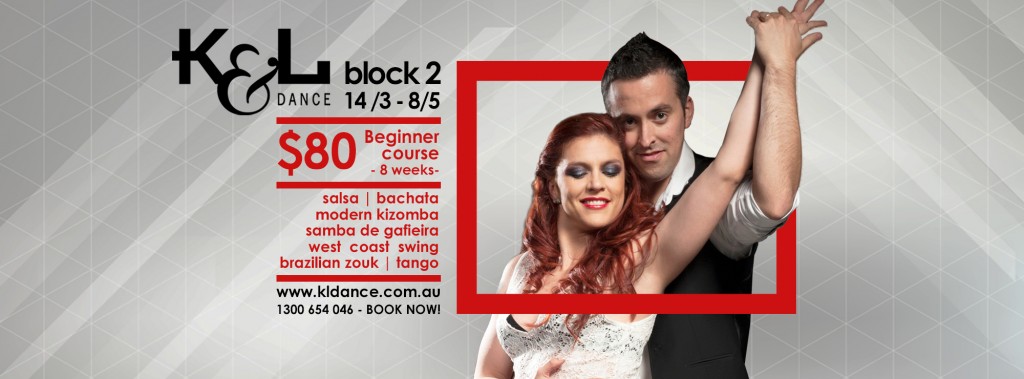 K&L
DANCE
block 2
14/3 - 8/5
$80
Beginner
course
- 8 weeks-
salsa | bachata
modern kizomba
samba de gafieira
west coast swing
brazilian zouk | tango
www.kldance.com.au
1300 654 046 - BOOK NOW!